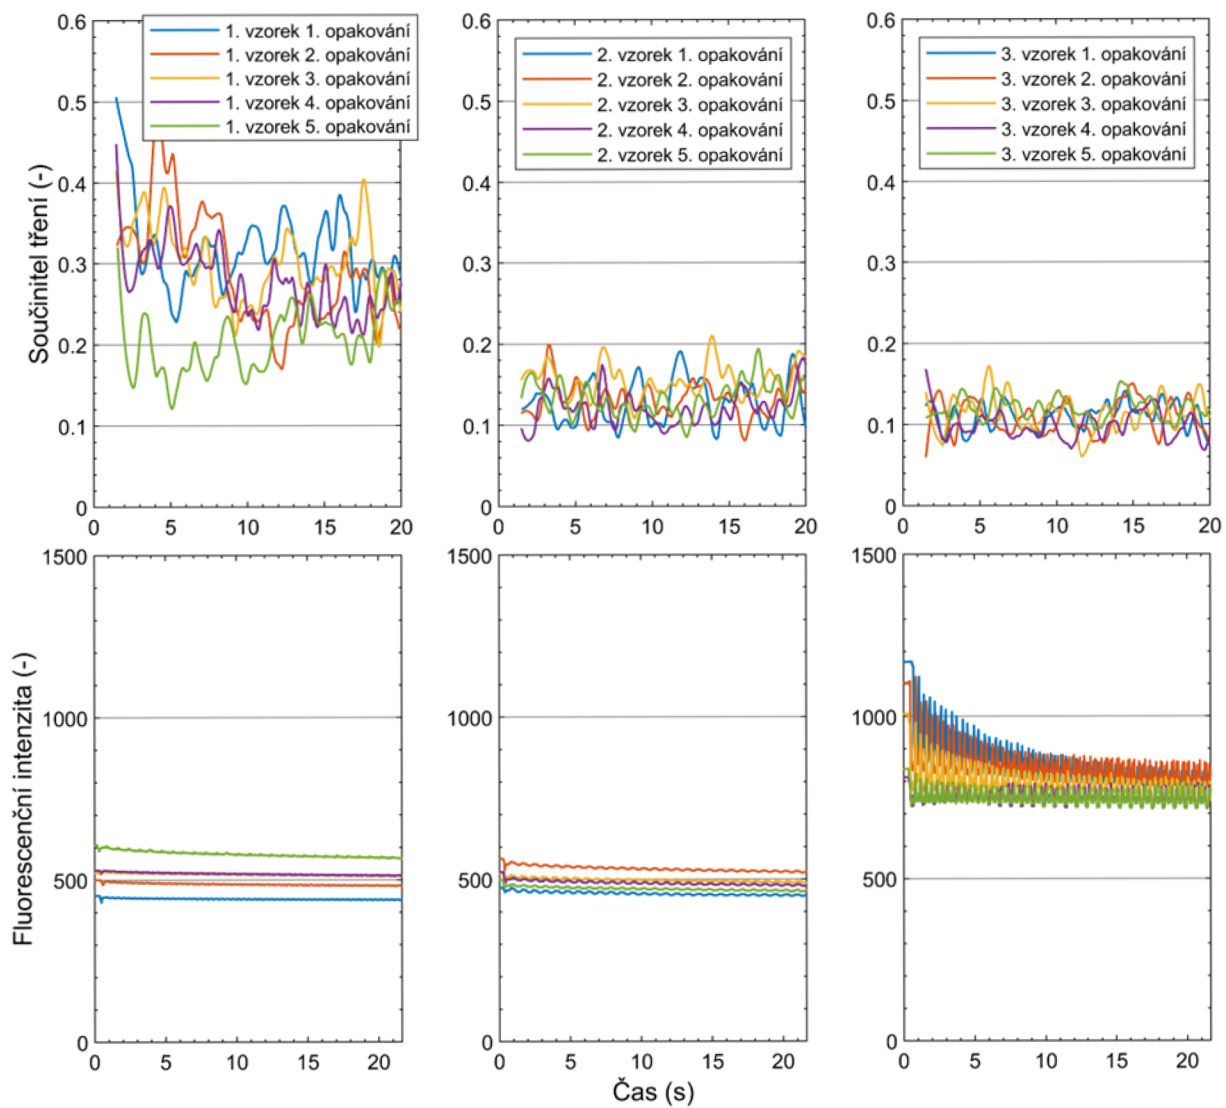 Součinitel tření (-)
0.6
0.5
0.4
0.3
0.2
0.1
0
1. vzorek 1. opakování
1. vzorek 2. opakování
1. vzorek 3. opakování
1. vzorek 4. opakování
1. vzorek 5. opakování
0 5 10 15 20
0.6
0.5
0.4
0.3
0.2
0.1
0
2. vzorek 1. opakování
2. vzorek 2. opakování
2. vzorek 3. opakování
2. vzorek 4. opakování
2. vzorek 5. opakování
0 5 10 15 20
0.6
0.5
0.4
0.3
0.2
0.1
0
3. vzorek 1. opakování
3. vzorek 2. opakování
3. vzorek 3. opakování
3. vzorek 4. opakování
3. vzorek 5. opakování
0 5 10 15 20
Fluorescenční intenzita (-)
1500
1000
500
0
0 5 10 15 20
1500
1000
500
0
0 5 10 15 20
1500
1000
500
0
0 5 10 15 20
Čas (s)